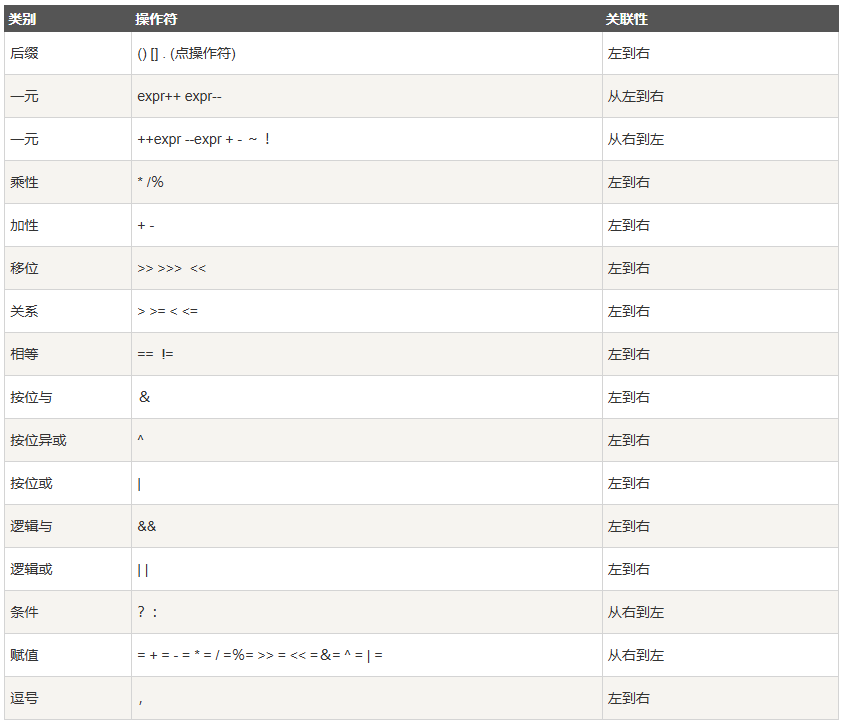 类别 操作符 关联性
后缀 () [] . (点操作符) 左到右
一元 expr++ expr-- 从左到右
一元 ++expr --expr + - ～ ！ 从右到左
乘性 * /％ 左到右
加性 + - 左到右
移位 >> >>>  << 左到右
关系 > >= < <= 左到右
相等 ==  != 左到右
按位与 ＆ 左到右
按位异或 ^ 左到右
按位或 | 左到右
逻辑与 && 左到右
逻辑或 | | 左到右
条件 ？： 从右到左
赋值 = + = - = * = / =％= >> = << =＆= ^ = | = 从右到左
逗号 ， 左到右